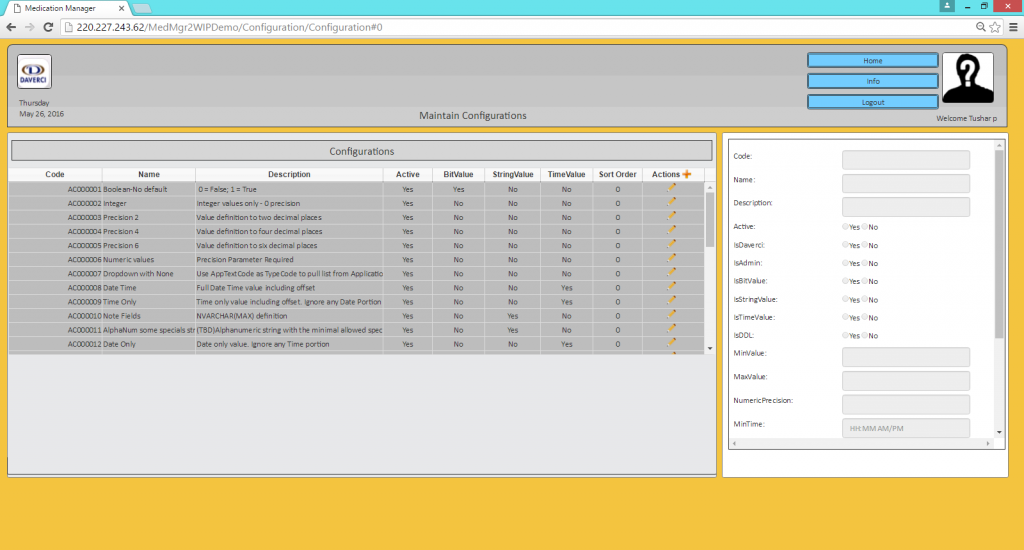 Medication Manager
220.227.243.62/MedMgr2WIPDemo/Configuration/Configuration#0
DAVERCI
Thursday
May 26, 2016
Maintain Configurations
Home
Info
Logout
Welcome Tushar p
Configurations
Code Name Description Active BitValue StringValue TimeValue Sort Order Actions
AC000001 Boolean-No default 0 = False; 1 = True Yes Yes No No 0
AC000002 Integer Integer values only - 0 precision Yes No No No 0
AC000003 Precision 2 Value definition to two decimal places Yes No No No 0
AC000004 Precision 4 Value definition to four decimal places Yes No No No 0
AC000005 Precision 6 Value definition to six decimal places Yes No No No 0
AC000006 Numeric values Precision Parameter Required Yes No No No 0
AC000007 Dropdown with None Use AppTextCode as TypeCode to pull list from Applicatio Yes No No No 0
AC000008 Date Time Full Date Time value including offset Yes No No Yes 0
AC000009 Time Only Time only value including offset. Ignore any Date Portion Yes No No Yes 0
AC000010 Note Fields NVARCHAR(MAX) definition Yes No Yes No 0
AC000011 AlphaNum some specials str (TBD)Alphanumeric string with the minimal allowed spec Yes No Yes No 0
AC000012 Date Only Date only value. Ignore any Time portion Yes No No Yes 0
Code:
Name:
Description:
Active: Yes No
IsDaverci: Yes No
IsAdmin: Yes No
IsBitValue: Yes No
IsStringValue: Yes No
IsTimeValue: Yes No
IsDDL: Yes No
MinValue:
MaxValue:
NumericPrecision:
MinTime: HH:MM AM/PM